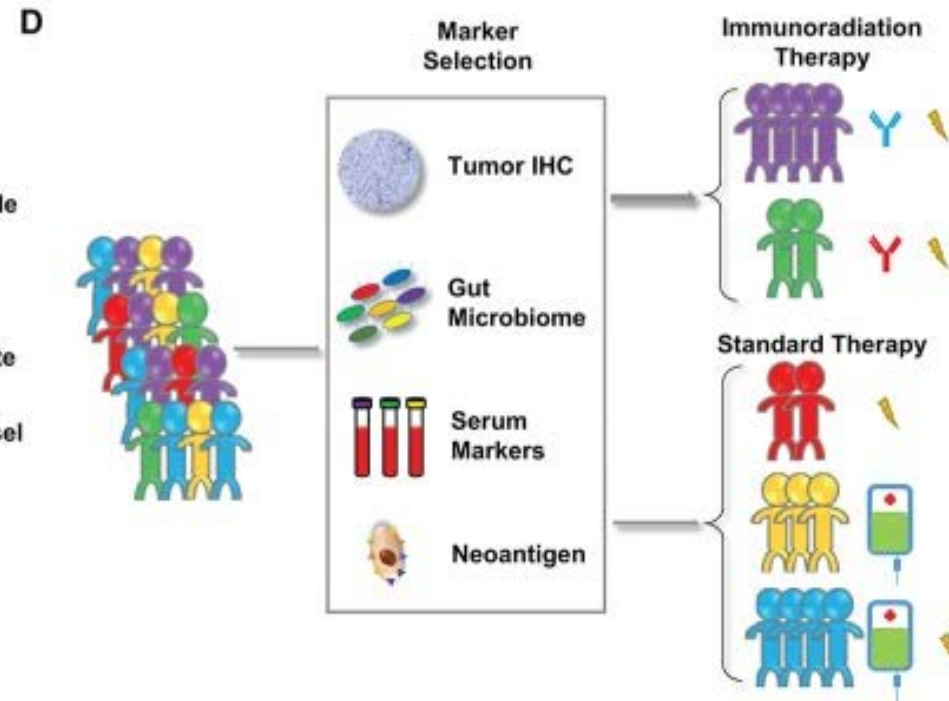 D
Marker
Selection
Immunoradiation
Therapy
Tumor IHC
Gut
Microbiome
Standard Therapy
Serum
Markers
Neoantigen